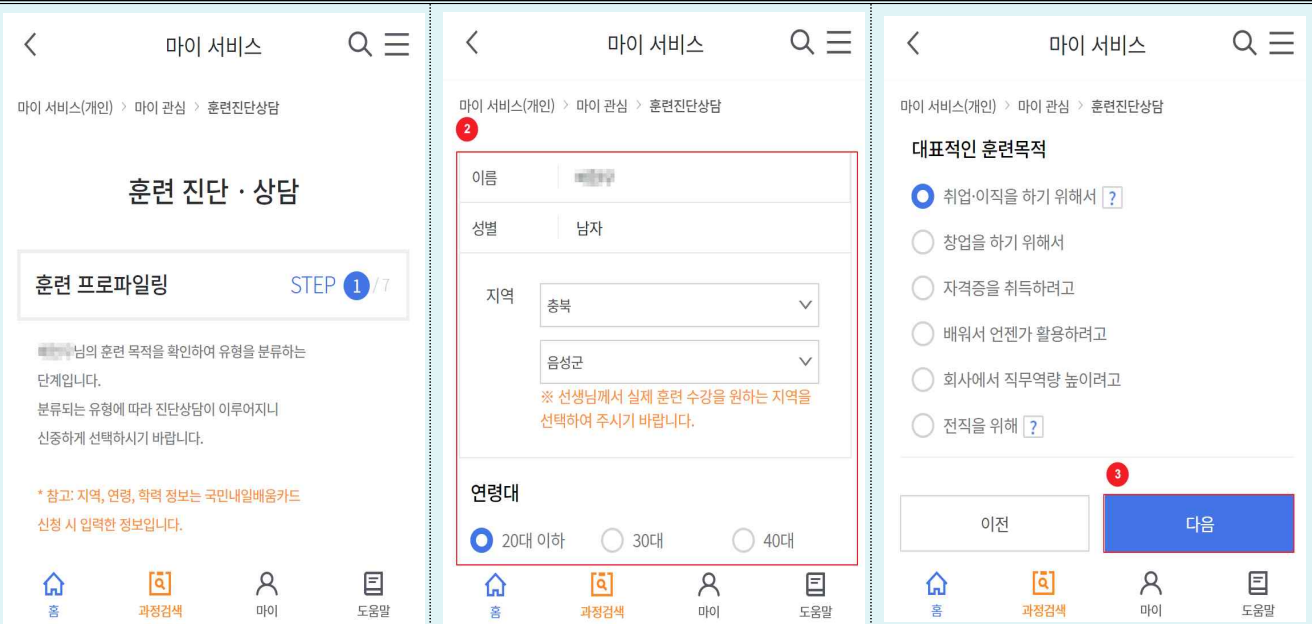 마이 서비스
마이 서비스(개인) > 마이 관심 > 훈련진단상담
훈련 진단 · 상담
훈련 프로파일링 STEP 1 / 7
님의 훈련 목적을 확인하여 유형을 분류하는
단계입니다.
분류되는 유형에 따라 진단상담이 이루어지니
신중하게 선택하시기 바랍니다.
* 참고: 지역, 연령, 학력 정보는 국민내일배움카드
신청 시 입력한 정보입니다.
홈 과정검색 마이 도움말
마이 서비스
마이 서비스(개인) > 마이 관심 > 훈련진단상담
2
이름
성별 남자
지역 충북
음성군
※ 선생님께서 실제 훈련 수강을 원하는 지역을
선택하여 주시기 바랍니다.
연령대
20대 이하 30대 40대
홈 과정검색 마이 도움말
마이 서비스
마이 서비스(개인) > 마이 관심 > 훈련진단상담
대표적인 훈련목적
취업·이직을 하기 위해서 ?
창업을 하기 위해서
자격증을 취득하려고
배워서 언젠가 활용하려고
회사에서 직무역량 높이려고
전직을 위해 ?
3
이전 다음
홈 과정검색 마이 도움말